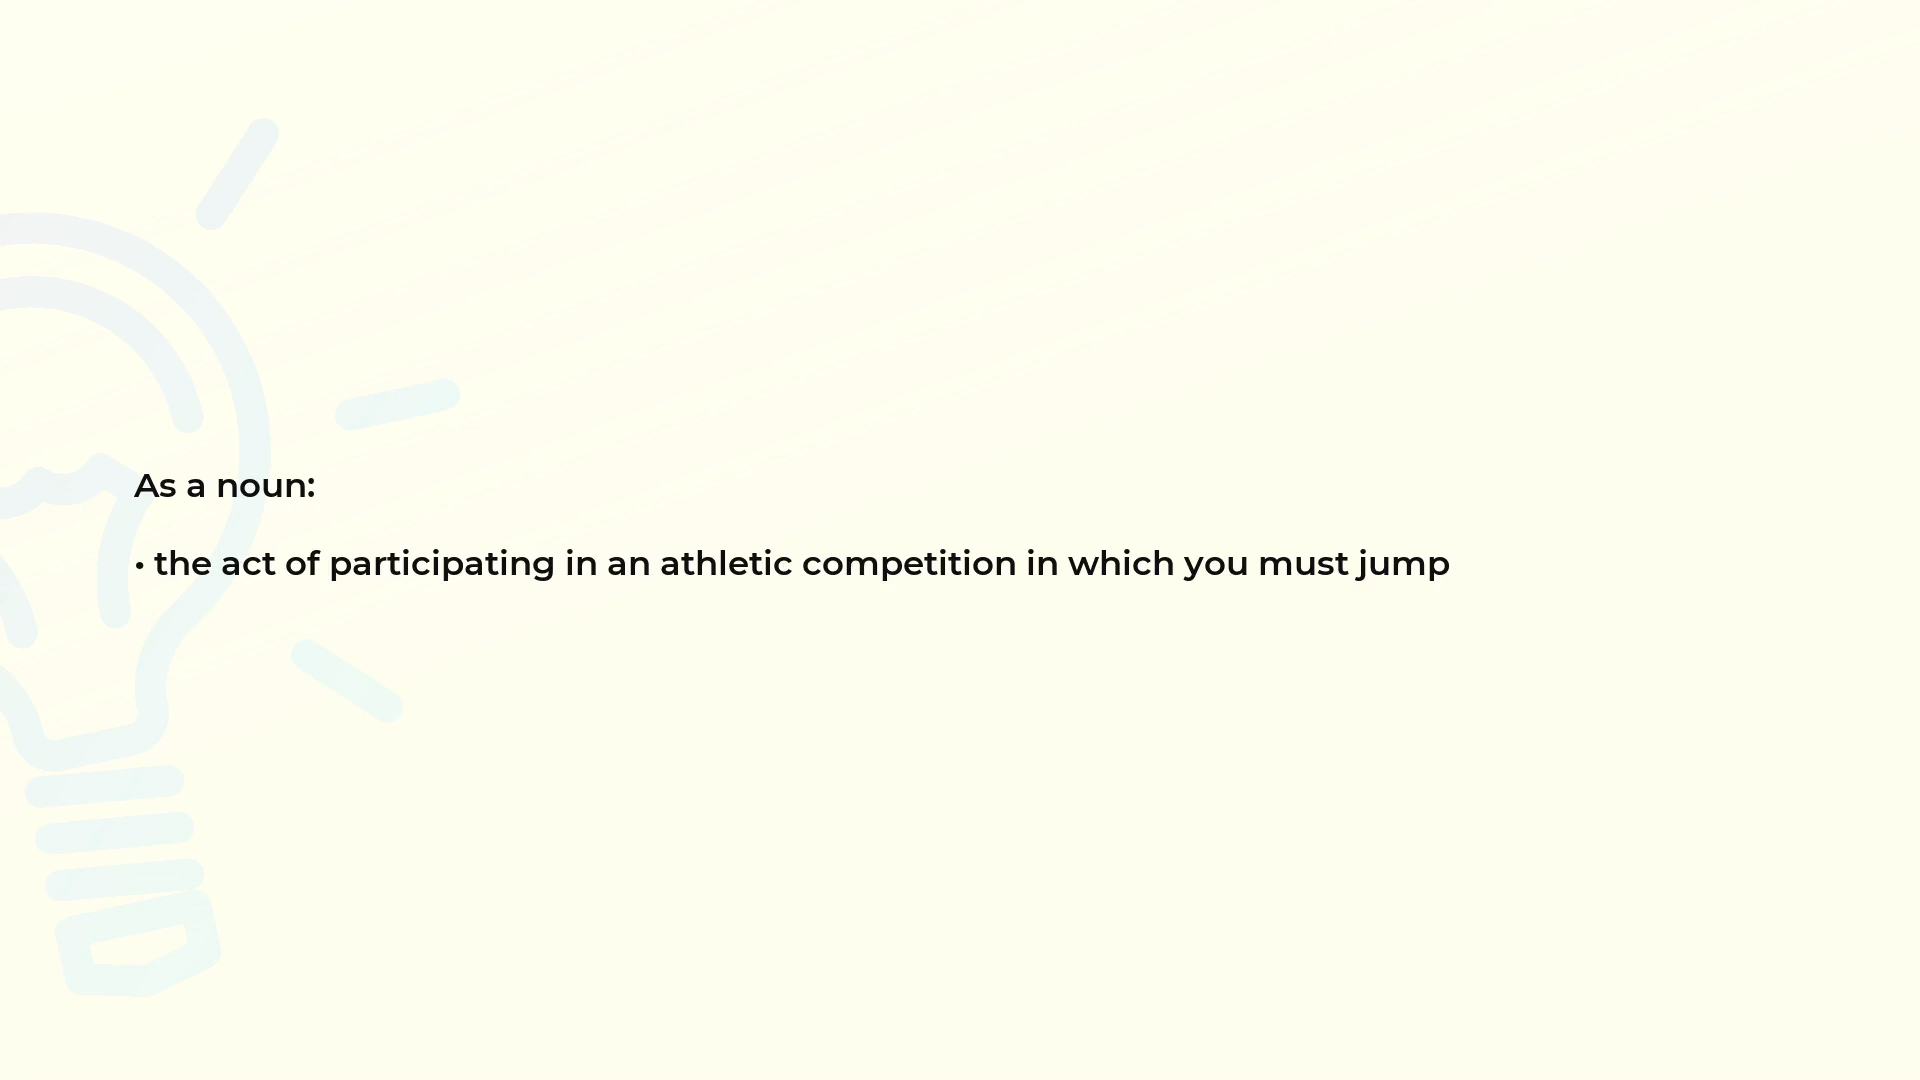 As a noun:
• the act of participating in an athletic competition in which you must jump